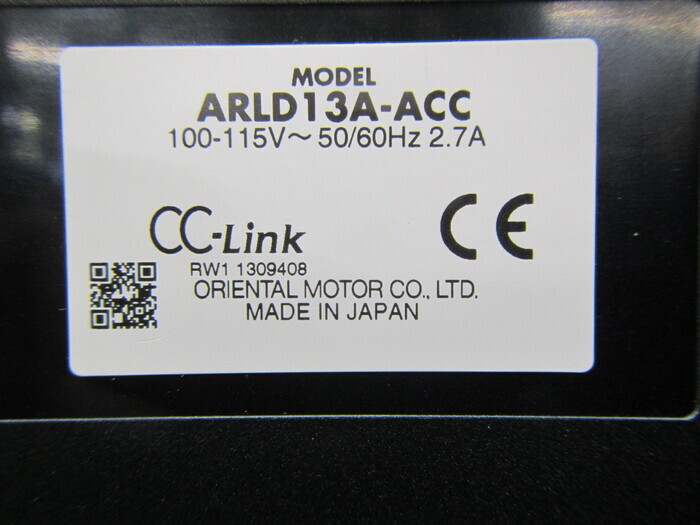 MODEL
ARLD13A-ACC
100-115V～50/60Hz 2.7A
CC-Link
CE
RW1 1309408
ORIENTAL MOTOR CO., LTD.
MADE IN JAPAN